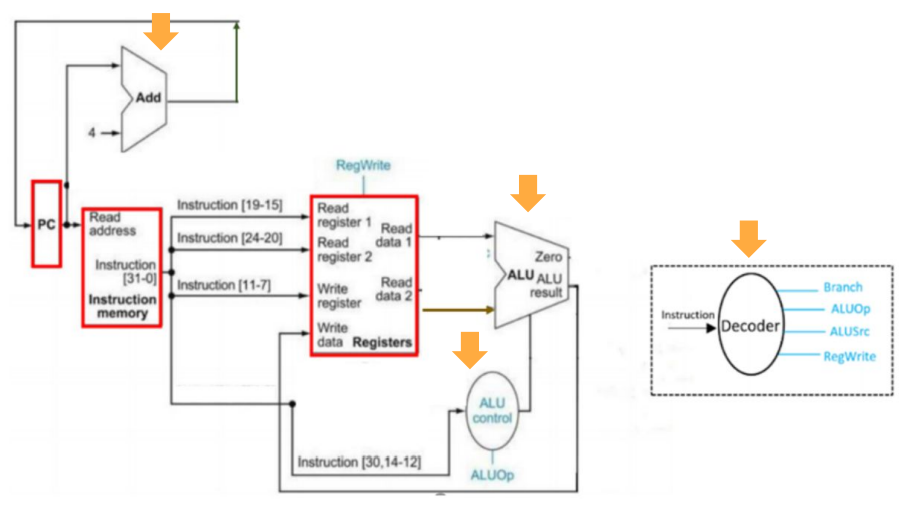 Add
4
RegWrite
PC
Read
address
Instruction
[31-0]
Instruction
memory
Instruction [19-15]
Instruction [24-20]
Instruction [11-7]
Read
register 1
Read
data 1
Read
register 2
Write
register
Read
data 2
Write
data
Registers
Zero
ALU
ALU
result
ALU
control
Instruction [30,14-12]
ALUOp
Instruction
Decoder
Branch
ALUOp
ALUSrc
RegWrite